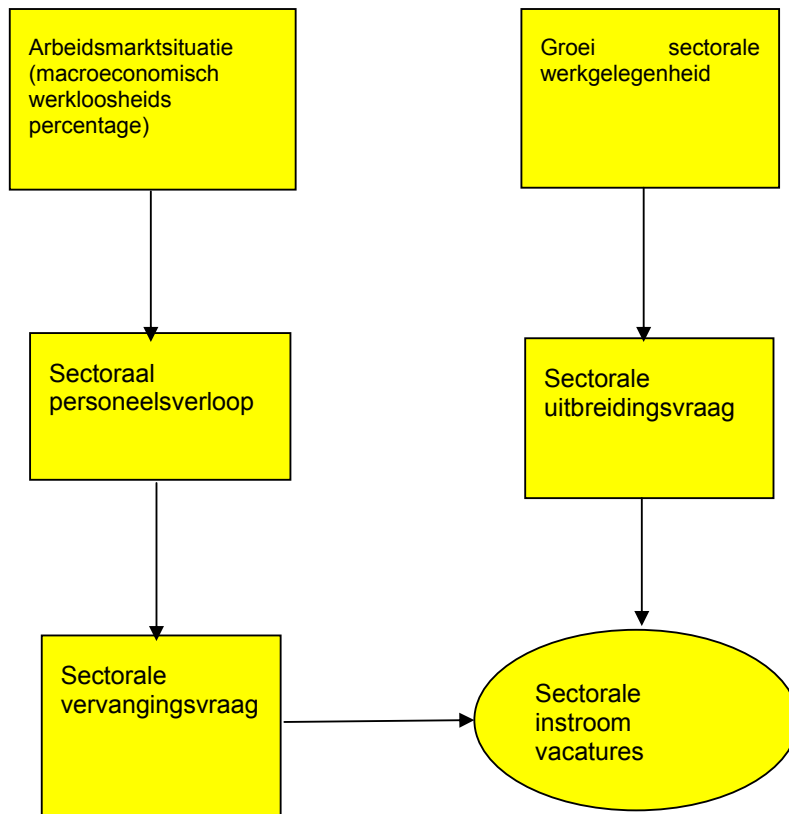 Arbeidsmarktsituatie
(macroeconomisch
werkloosheids
percentage)
Groei sectorale
werkgelegenheid
Sectoraal
personeelsverloop
Sectorale
uitbreidingsvraag
Sectorale
vervangingsvraag
Sectorale
instroom
vacatures